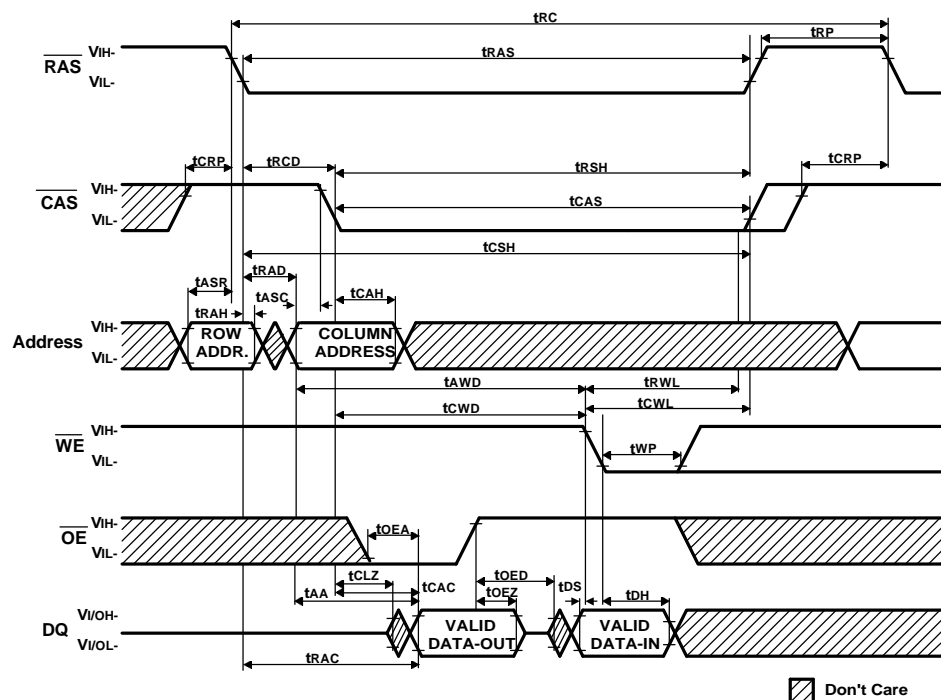 tRC
tRP
RAS
VIH-
tRAS
VIL-
tCRP
tRCD
tRSH
tCRP
CAS
VIH-
tCAS
VIL-
tCSH
tRAD
tASR
tASC
tCAH
tRAH
Address
VIH-
VIL-
ROW
ADDR.
COLUMN
ADDRESS
tAWD
tRWL
tCWD
tCWL
WE
VIH-
tWP
VIL-
OE
VIH-
tOEA
VIL-
tCLZ
tCAC
tAA
tOED
tOEZ
tDS
tDH
DQ
VI/OH-
VI/OL-
VALID
DATA-OUT
VALID
DATA-IN
tRAC
Don't Care